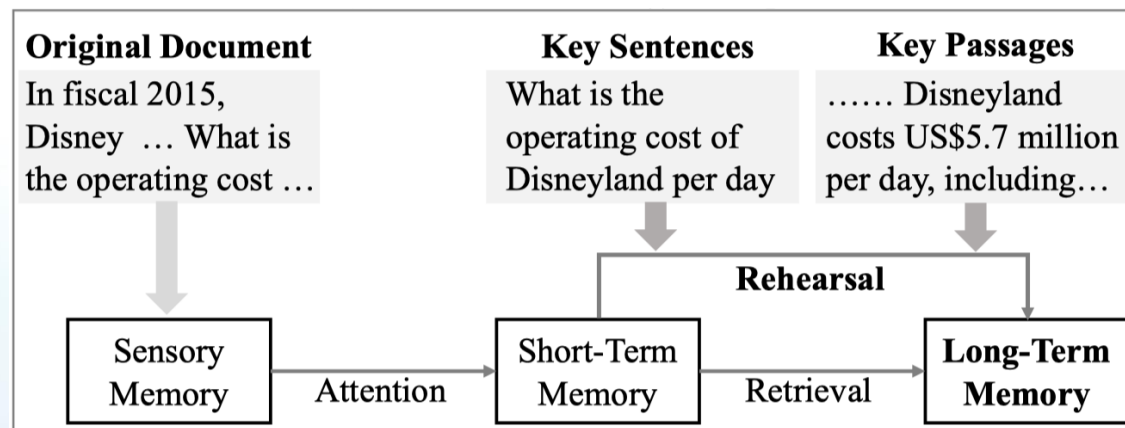 Original Document
In fiscal 2015,
Disney … What is
the operating cost …
Key Sentences
What is the
operating cost of
Disneyland per day
Key Passages
…… Disneyland
costs US$5.7 million
per day, including…
Rehearsal
Sensory
Memory
Attention
Short-Term
Memory
Retrieval
Long-Term
Memory